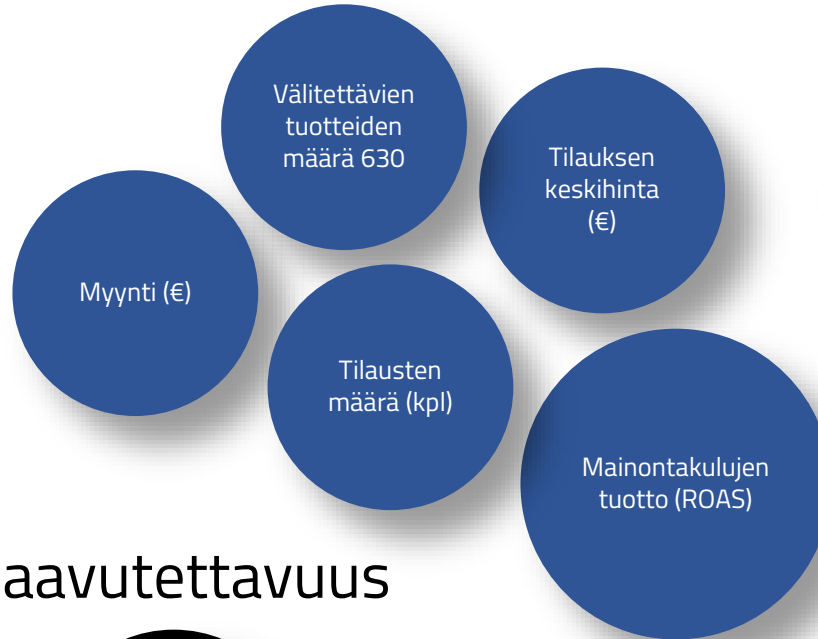 Välitettävien
tuotteiden
määrä 630
Tilauksen
keskihinta
(€)
Myynti (€)
Tilausten
määrä (kpl)
Mainontakulujen
tuotto (ROAS)
aavutettavuus